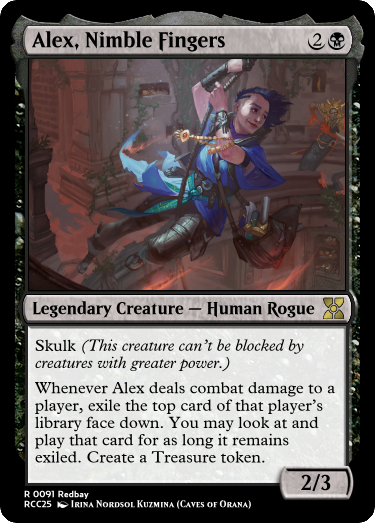 Alex, Nimble Fingers 2
Legendary Creature — Human Rogue
Skulk (This creature can't be blocked by
creatures with greater power.)
Whenever Alex deals combat damage to a
player, exile the top card of that player's
library face down. You may look at and
play that card for as long it remains
exiled. Create a Treasure token.
2/3
R 0091 Redbay
RCC25 Irina Nordsol Kuzmina (Caves of Orana)